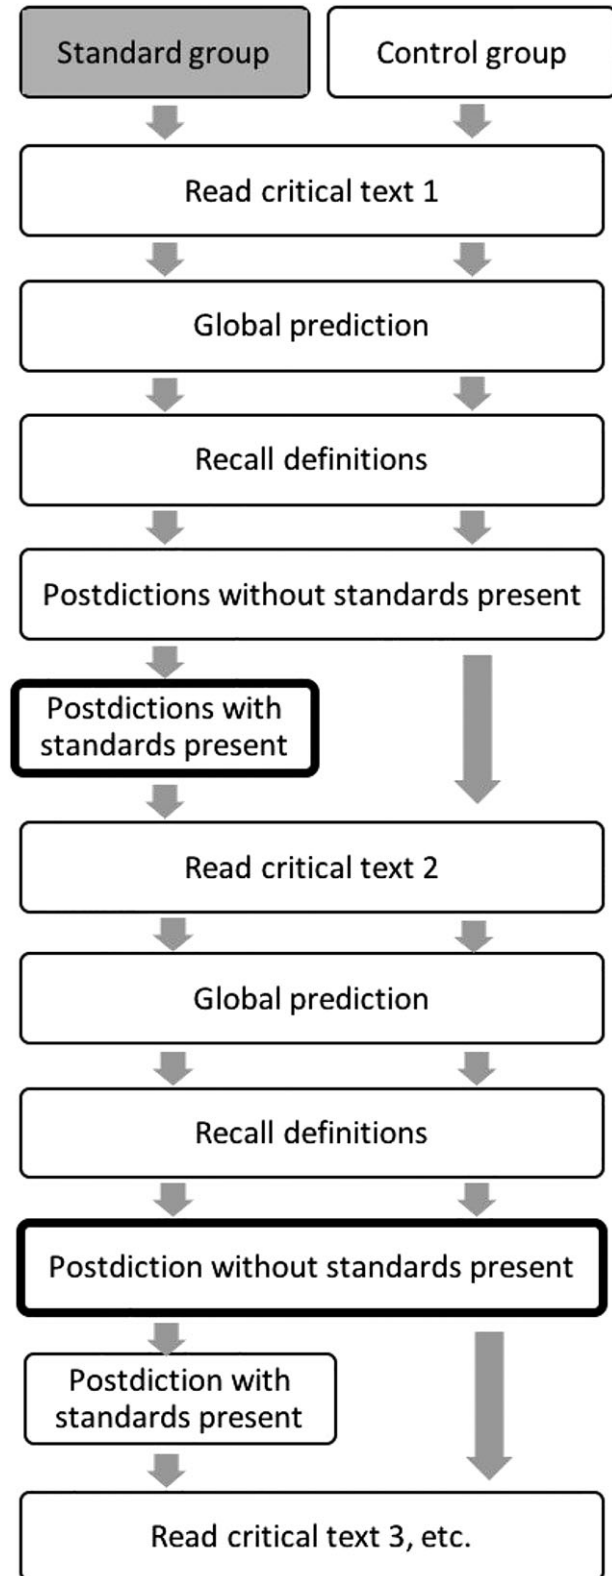 Standard group
Control group
Read critical text 1
Global prediction
Recall definitions
Postdictions without standards present
Postdictions with
standards present
Read critical text 2
Global prediction
Recall definitions
Postdiction without standards present
Postdiction with
standards present
Read critical text 3, etc.